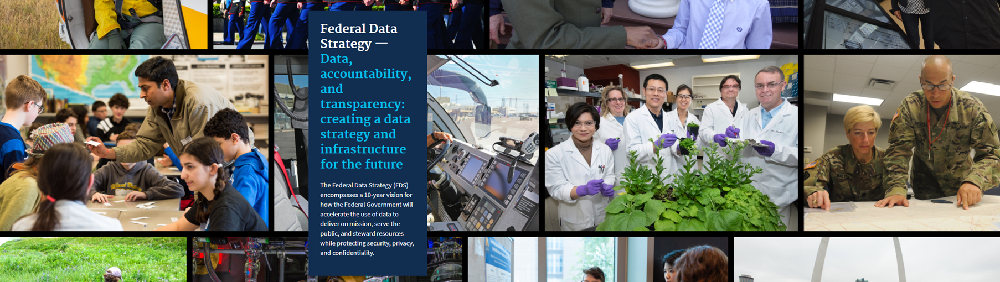 Federal Data
Strategy —
Data,
accountability,
and
transparency:
creating a data
strategy and
infrastructure
for the future
The Federal Data Strategy (FDS)
encompasses a 10-year vision for
how the Federal Government will
accelerate the use of data to
deliver on mission, serve the
public, and steward resources
while protecting security, privacy,
and confidentiality.